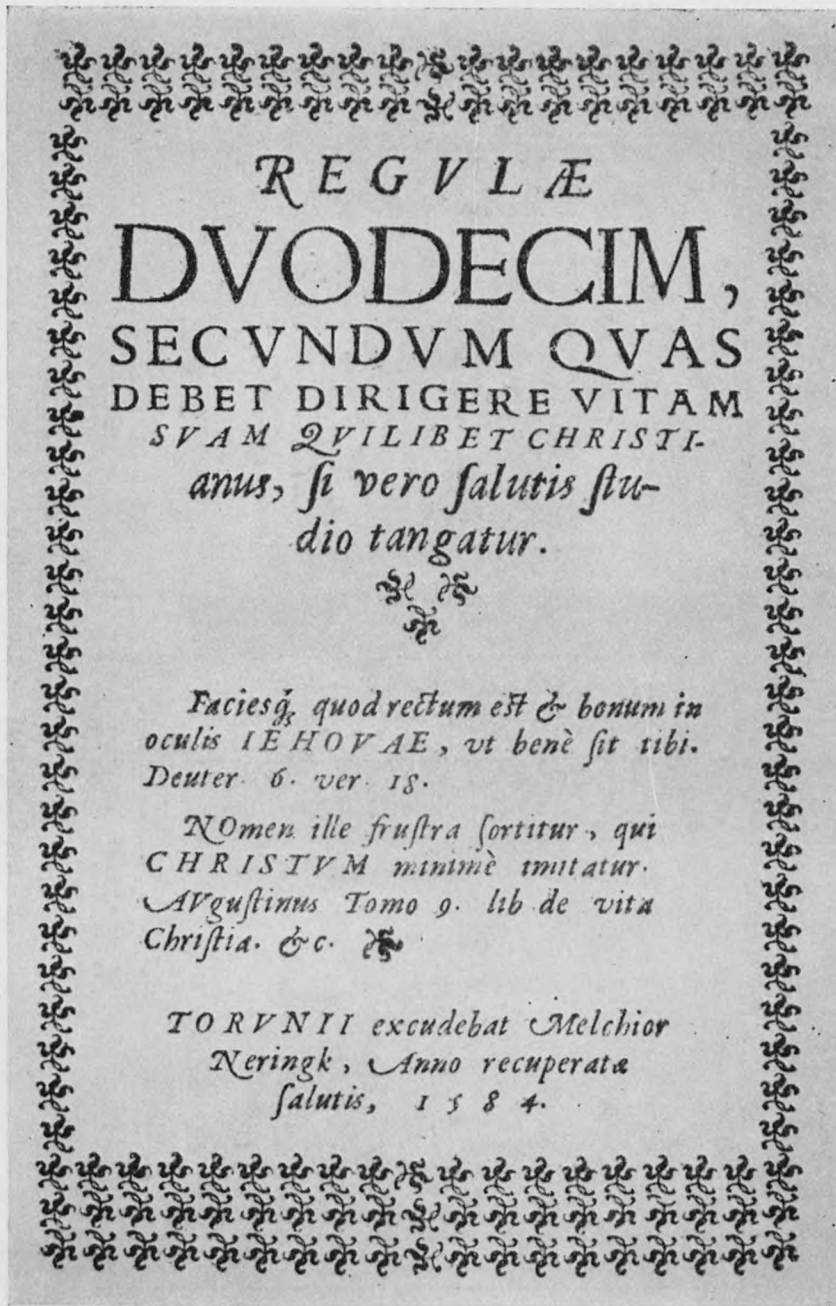 REGVLÆ
DVODECIM,
SECVNDVM QVAS
DEBET DIRIGERE VITAM
SVAM QVILIBET CHRISTI-
anus, ſi vero ſalutis ſtu-
dio tangatur.
Faciesq́; quod rectum eſt & bonum in
oculis IEHOVAE, vt benè ſit tibi.
Deuter. 6. ver. 18.
NOmen ille fruſtra ſortitur, qui
CHRISTVM minimè imitatur.
AVguſtinus Tomo 9. lib de vita
Chriſtia. &c.
TORVNII excudebat Melchior
Neringk, Anno recuperatæ
ſalutis, 1584.